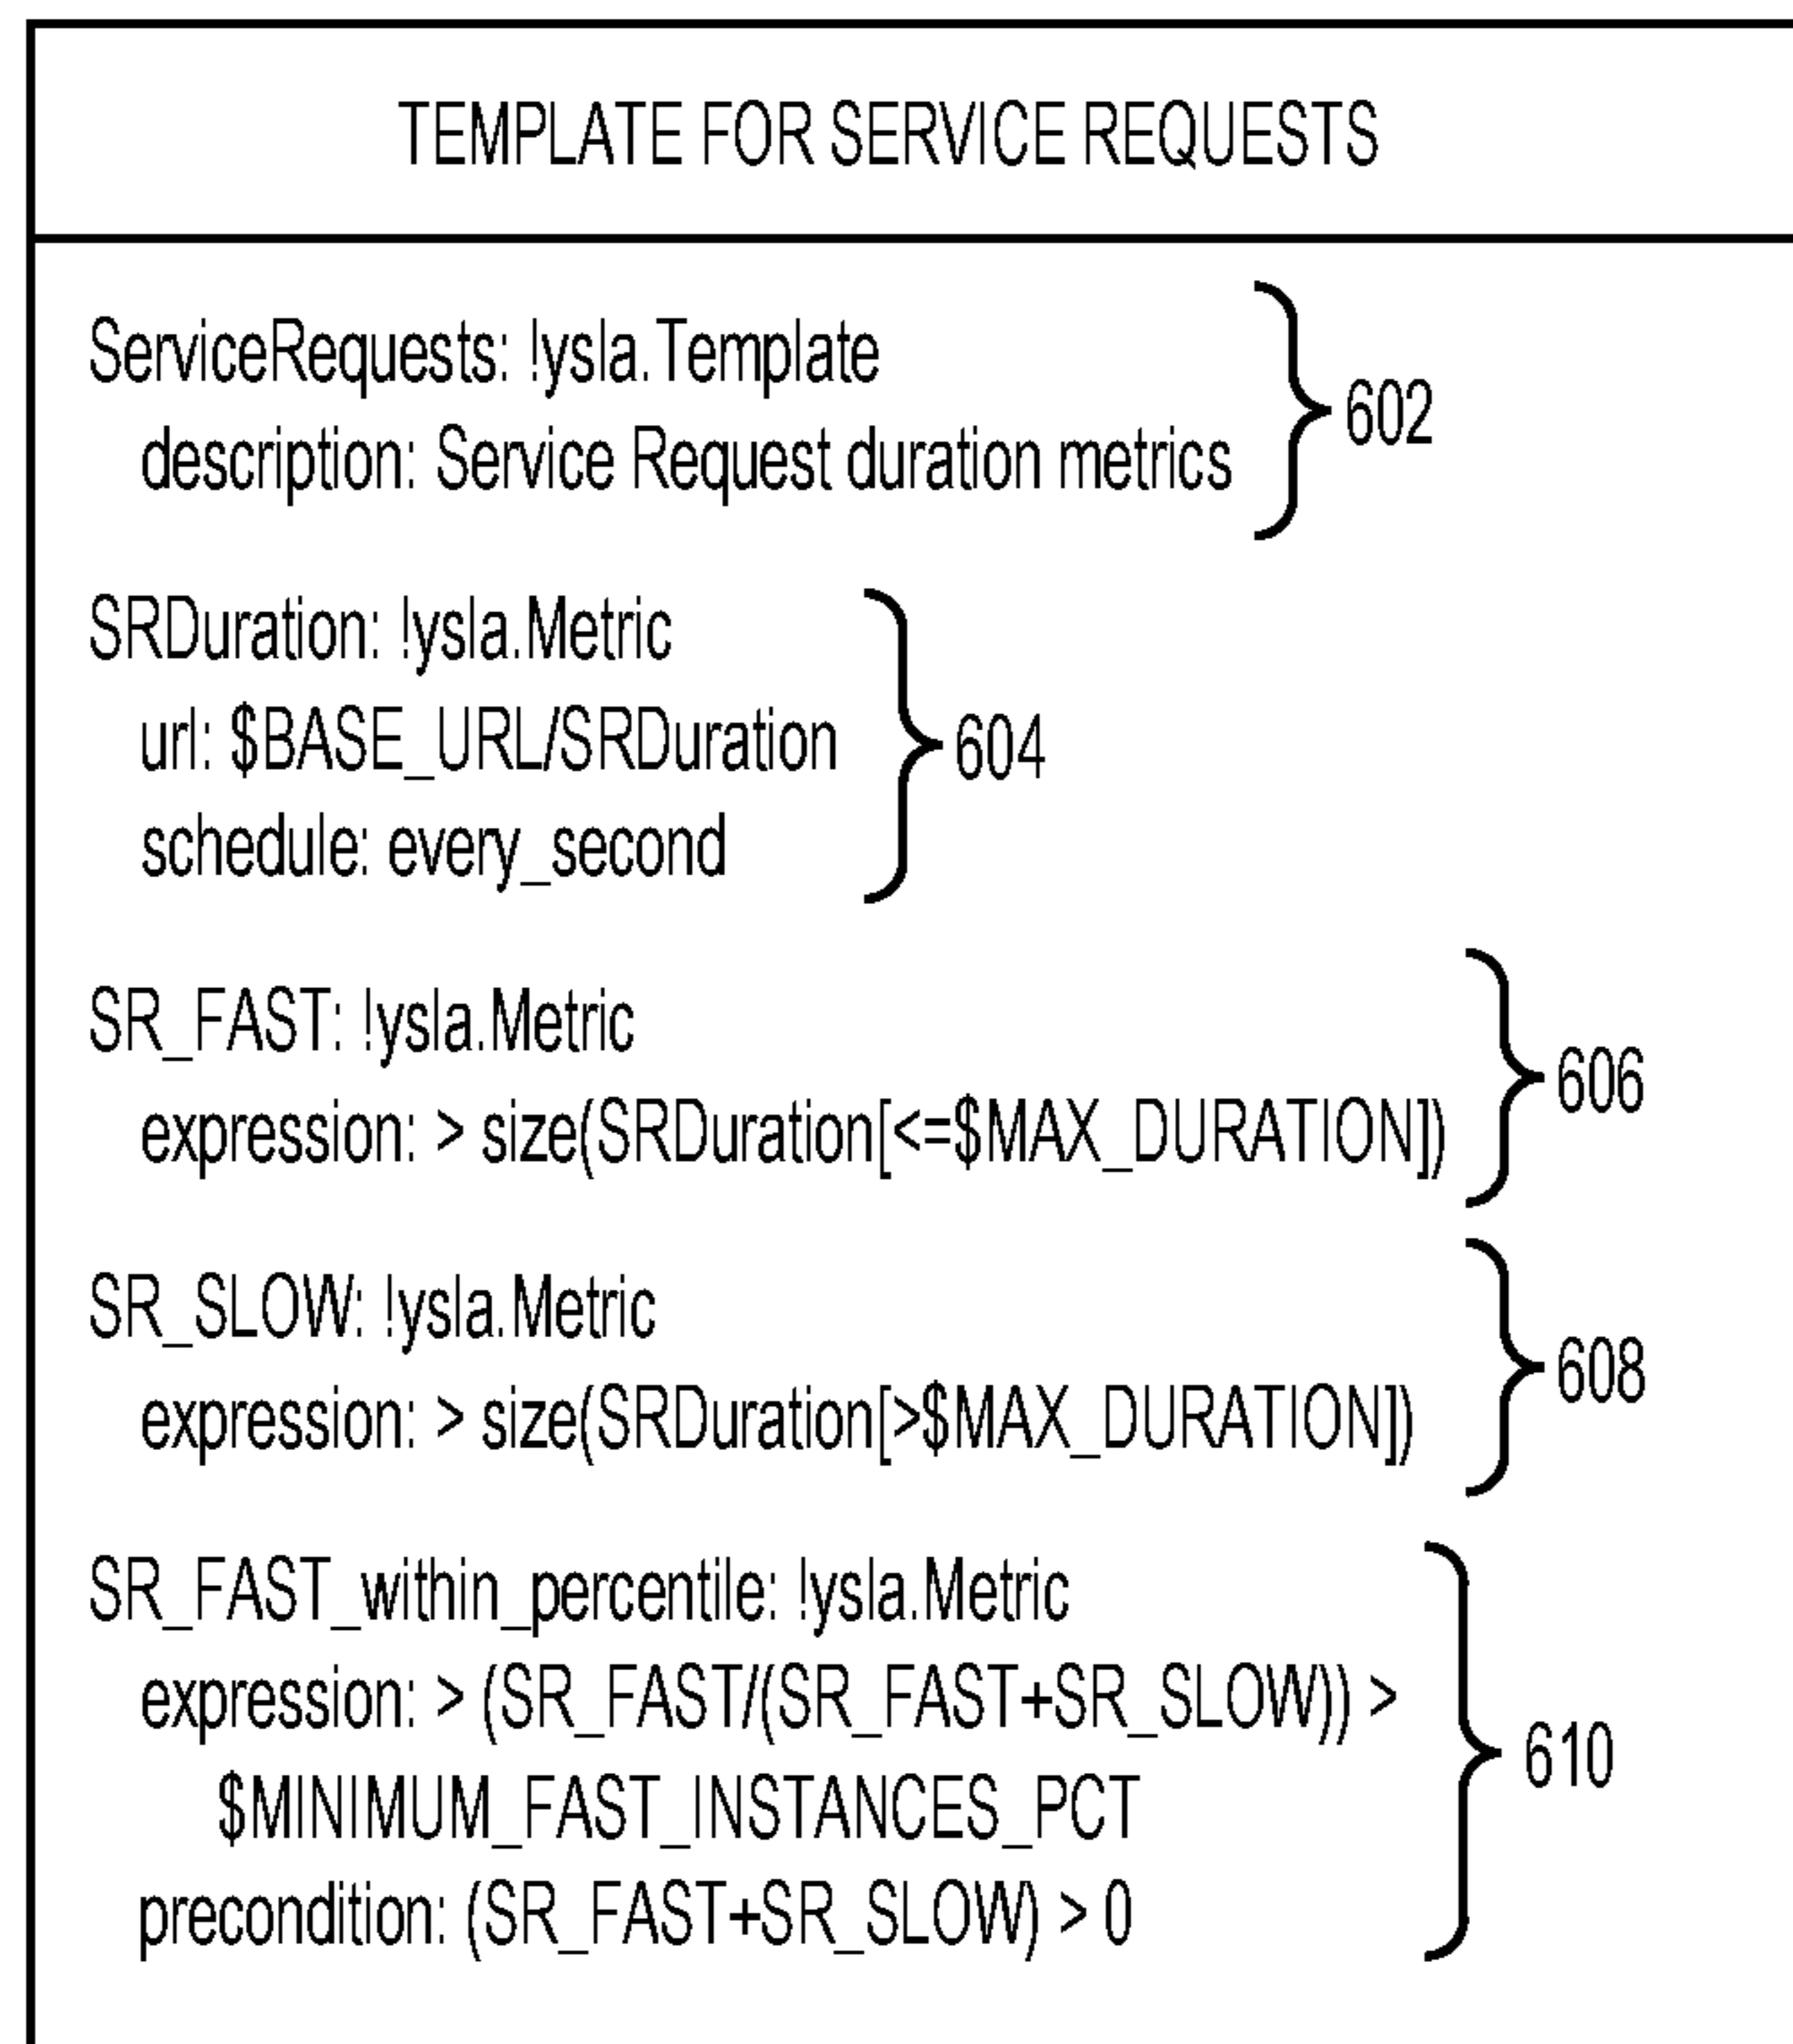 TEMPLATE FOR SERVICE REQUESTS
ServiceRequests: !ysla.Template
description: Service Request duration metrics
602
SRDuration: !ysla.Metric
url: $BASE_URL/SRDuration
schedule: every_second
604
SR_FAST: !ysla.Metric
expression: > size(SRDuration[<=$MAX_DURATION])
606
SR_SLOW: !ysla.Metric
expression: > size(SRDuration[>$MAX_DURATION])
608
SR_FAST_within_percentile: !ysla.Metric
expression: > (SR_FAST/(SR_FAST+SR_SLOW)) >
$MINIMUM_FAST_INSTANCES_PCT
precondition: (SR_FAST+SR_SLOW) > 0
610